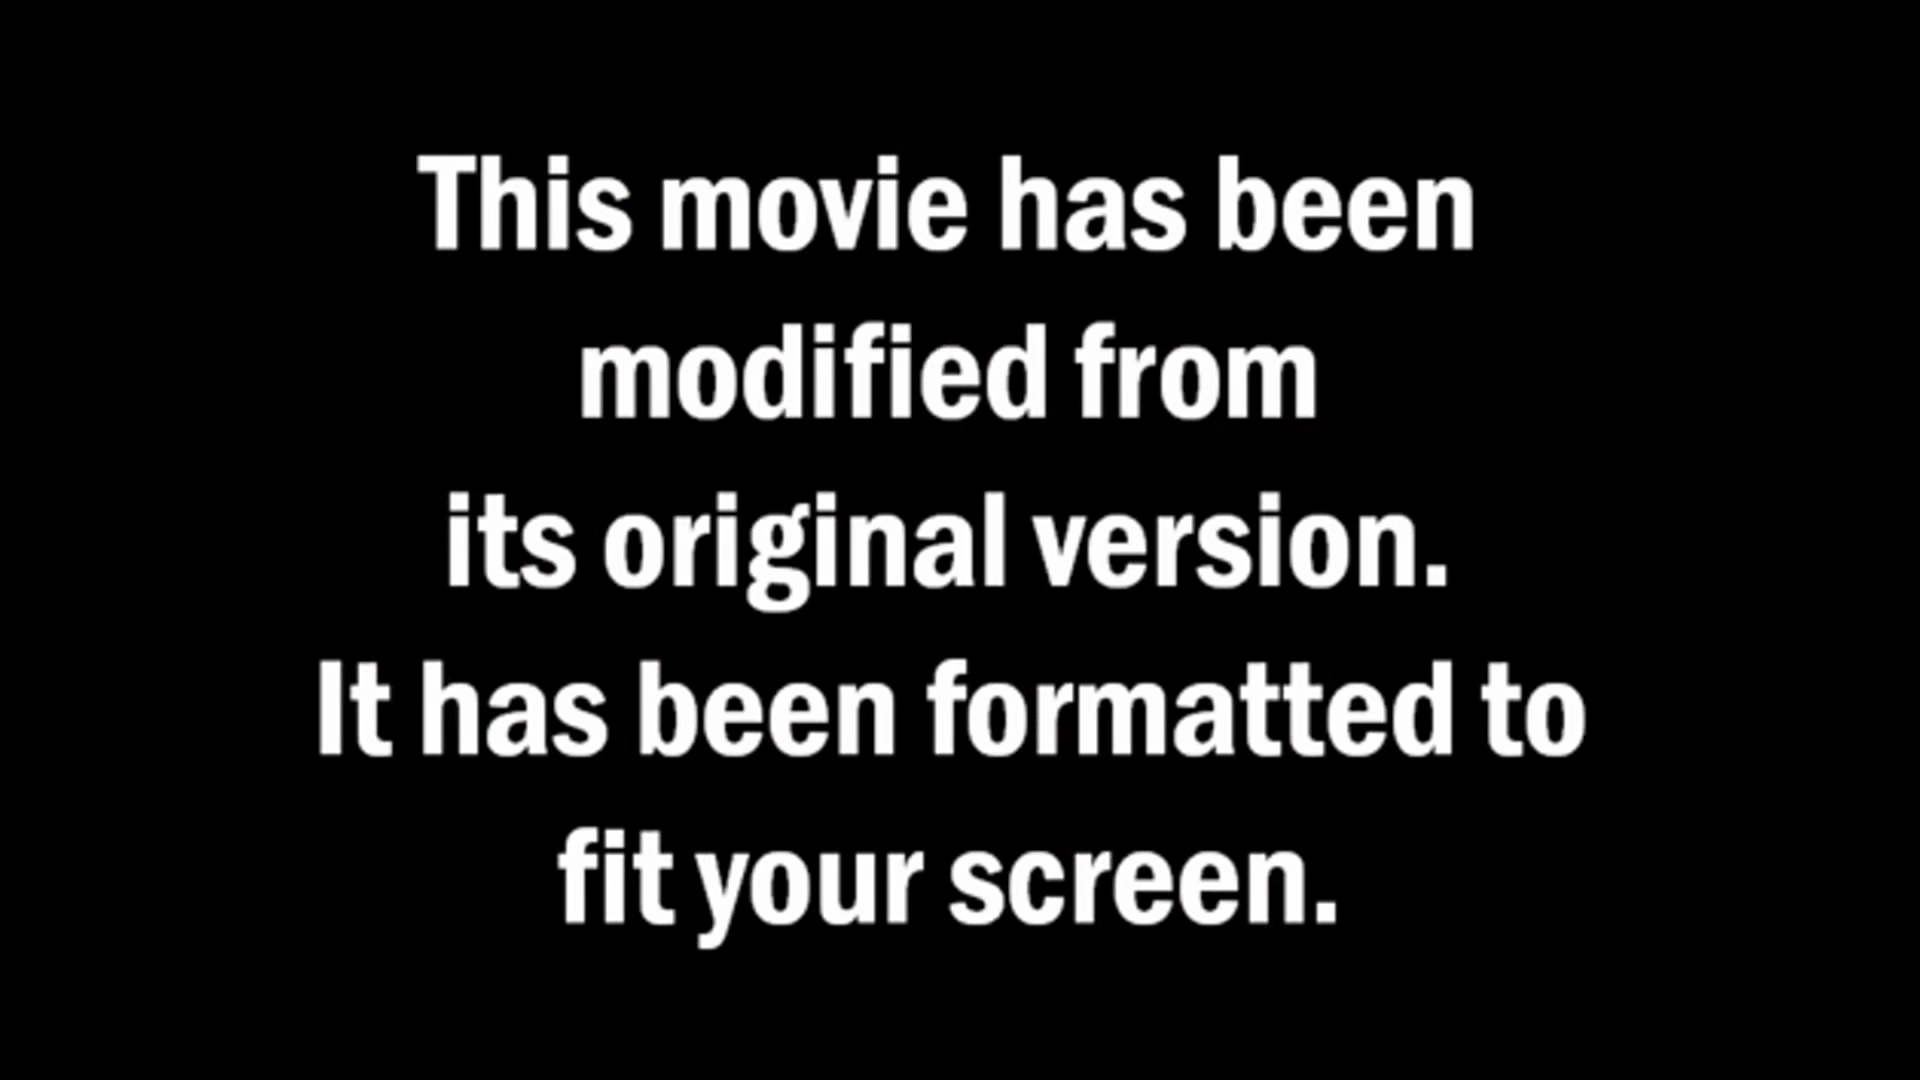 This movie has been
modified from
its original version.
It has been formatted to
fit your screen.